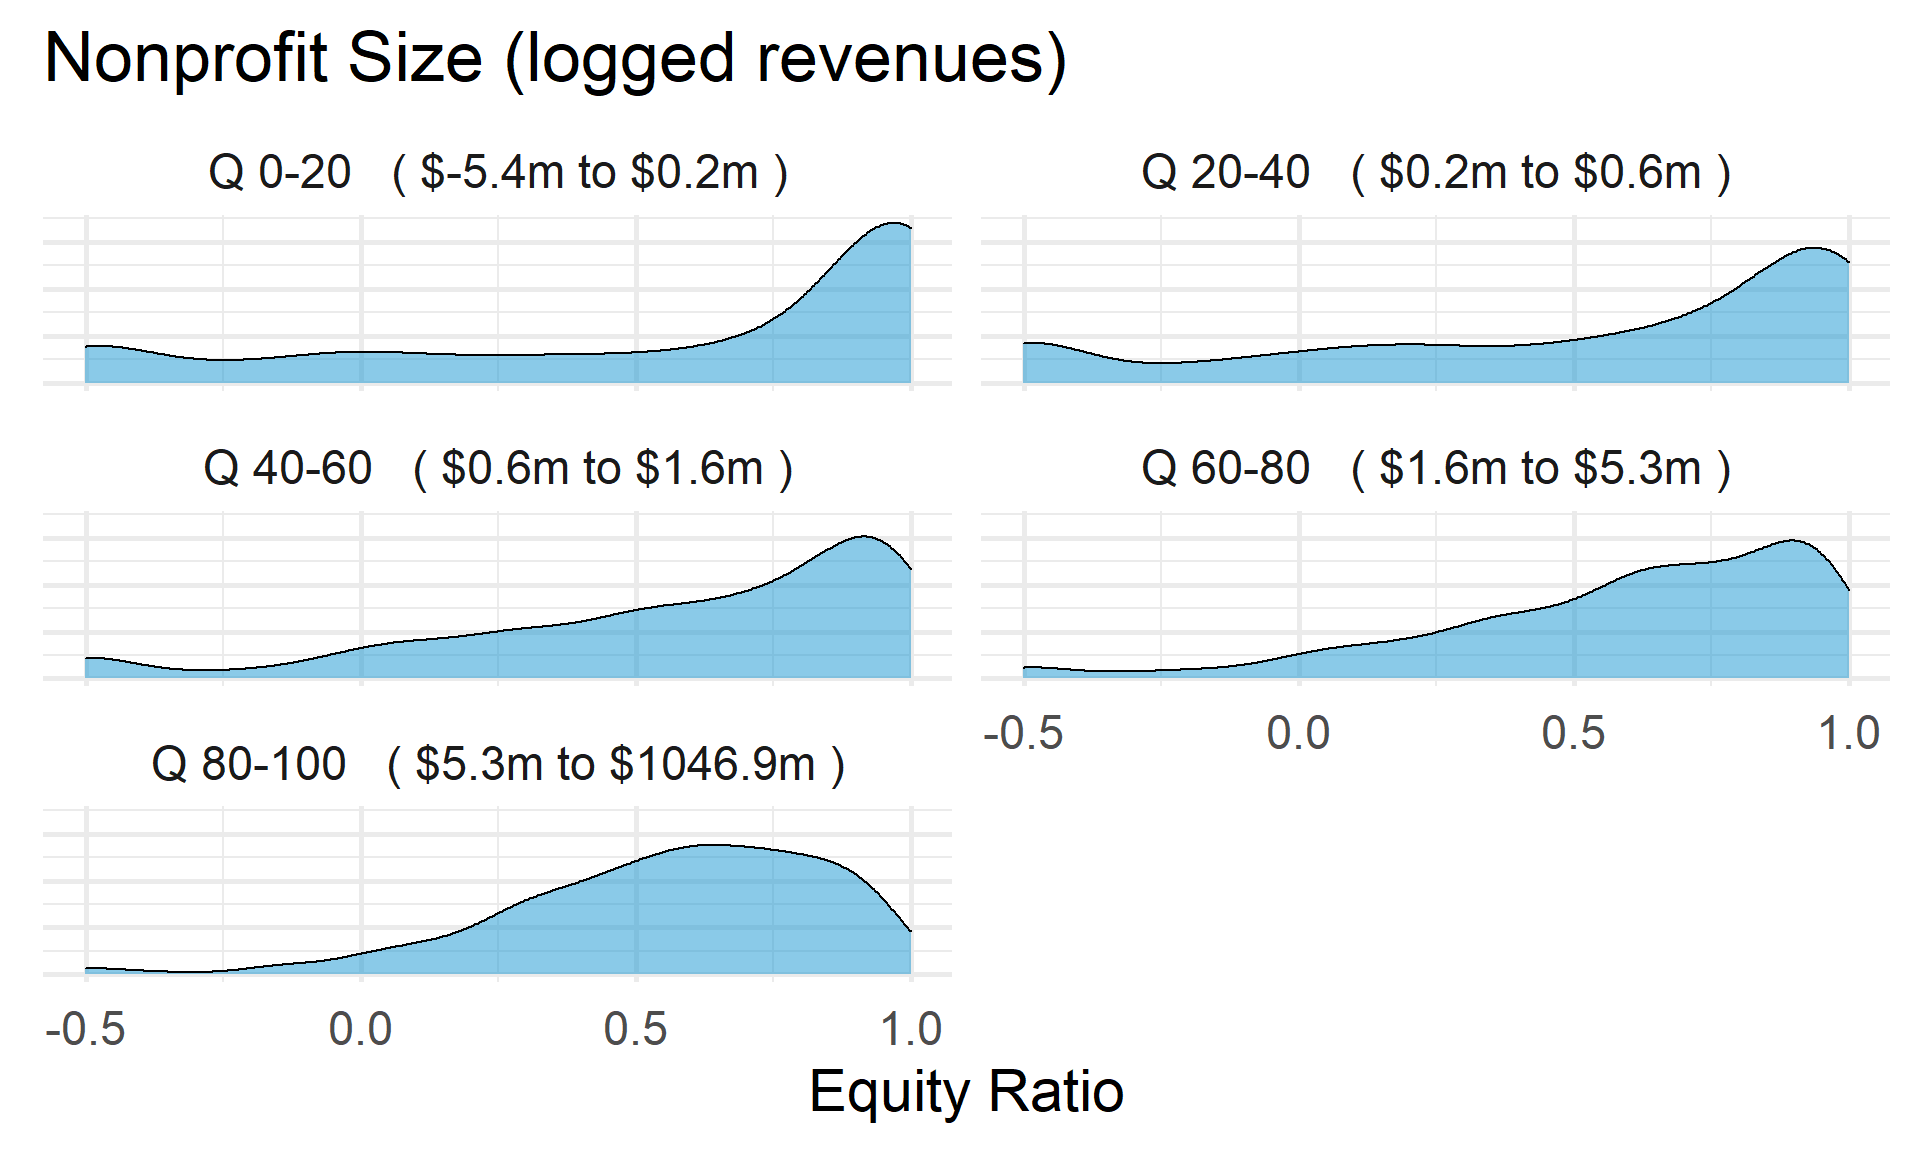 Nonprofit Size (logged revenues)
Q 0-20 ( $-5.4m to $0.2m )
Q 20-40 ( $0.2m to $0.6m )
Q 40-60 ( $0.6m to $1.6m )
Q 60-80 ( $1.6m to $5.3m )
-0.5 0.0 0.5 1.0
Q 80-100 ( $5.3m to $1046.9m )
-0.5 0.0 0.5 1.0
Equity Ratio